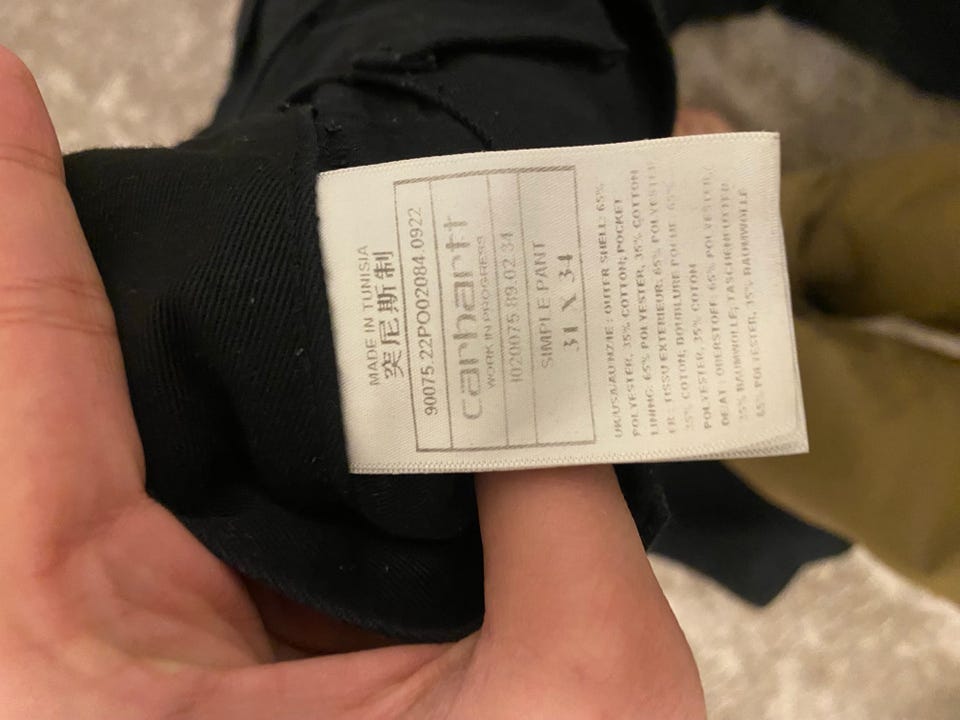 MADE IN TUNISIA
突尼斯制
90075 22PO02084 0922
carhartt
WORK IN PROGRESS
I020075 89.02 34
SIMPLE PANT
31 X 34
UK/USA/AU/NZ/IE : OUTER SHELL: 65%
POLYESTER, 35% COTTON; POCKET
LINING: 65% POLYESTER, 35% COTTON
FR : TISSU EXTERIEUR: 65% POLYESTER
35% COTON; DOUBLURE POCHE: 65%
POLYESTER, 35% COTON
DE/AT : OBERSTOFF: 65% POLYESTER,
35% BAUMWOLLE; TASCHENFUTTER
65% POLYESTER, 35% BAUMWOLLE